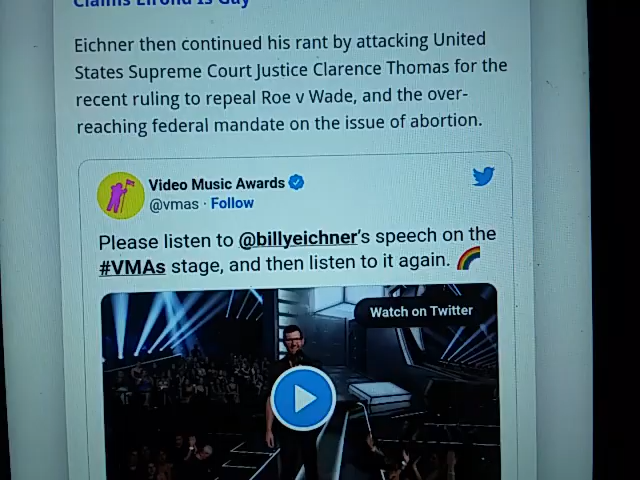 Claims Elrond Is Gay
Eichner then continued his rant by attacking United
States Supreme Court Justice Clarence Thomas for the
recent ruling to repeal Roe v Wade, and the over-
reaching federal mandate on the issue of abortion.
Video Music Awards
@vmas · Follow
Please listen to @billyeichner's speech on the
#VMAs stage, and then listen to it again. 🌈
Watch on Twitter